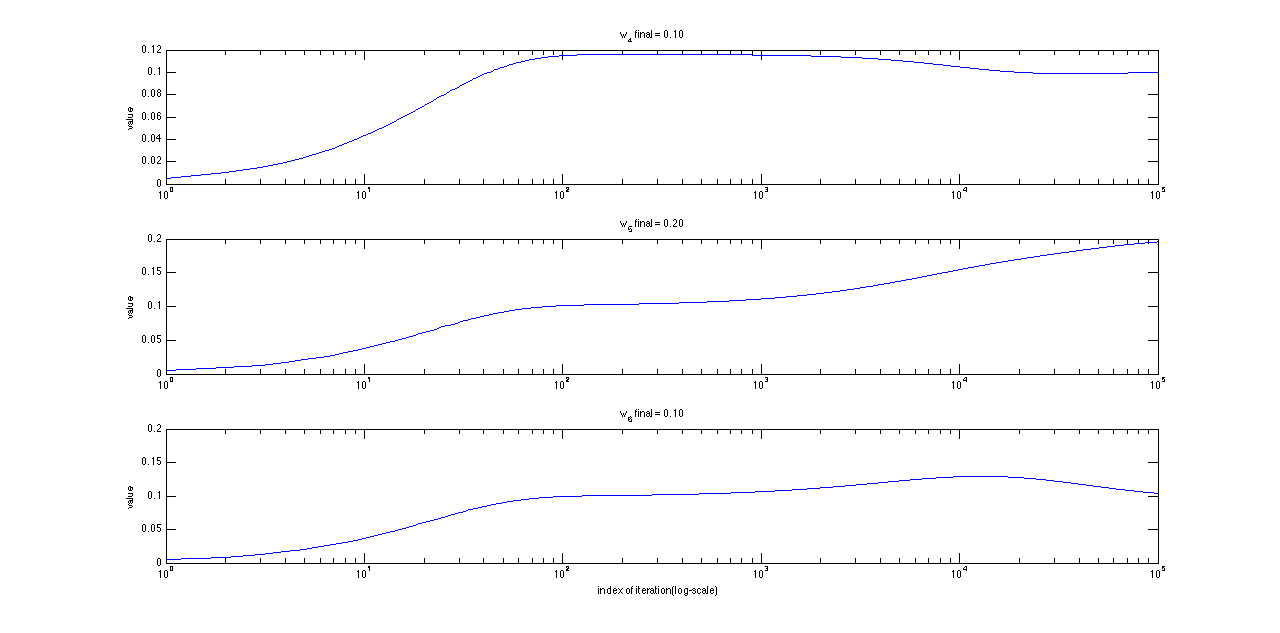 w4 final = 0.10
0.12
0.1
0.08
0.06
0.04
0.02
0
value
10^0 10^1 10^2 10^3 10^4 10^5
w5 final = 0.20
0.2
0.15
0.1
0.05
0
value
10^0 10^1 10^2 10^3 10^4 10^5
w6 final = 0.10
0.2
0.15
0.1
0.05
0
value
10^0 10^1 10^2 10^3 10^4 10^5
index of iteration(log-scale)